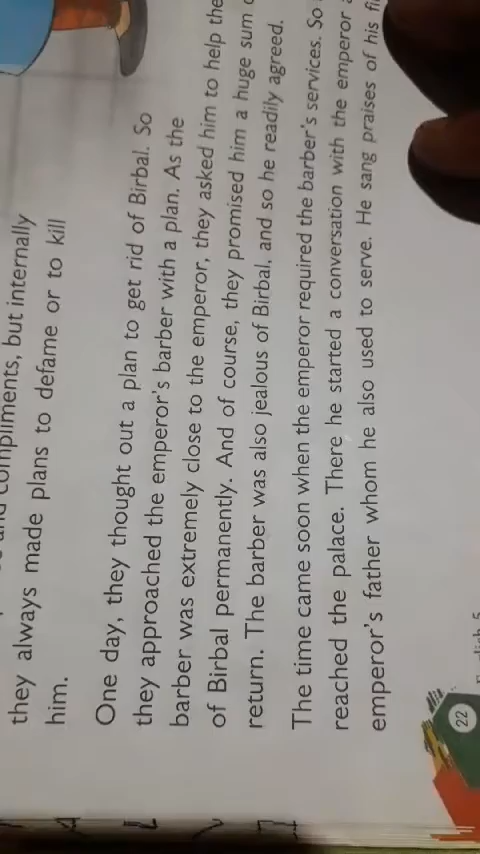 compliments, but internally
they always made plans to defame or to kill
him.
One day, they thought out a plan to get rid of Birbal. So
they approached the emperor's barber with a plan. As the
barber was extremely close to the emperor, they asked him to help the
of Birbal permanently. And of course, they promised him a huge sum
return. The barber was also jealous of Birbal, and so he readily agreed.
The time came soon when the emperor required the barber's services. So
reached the palace. There he started a conversation with the emperor
emperor's father whom he also used to serve. He sang praises of his
22